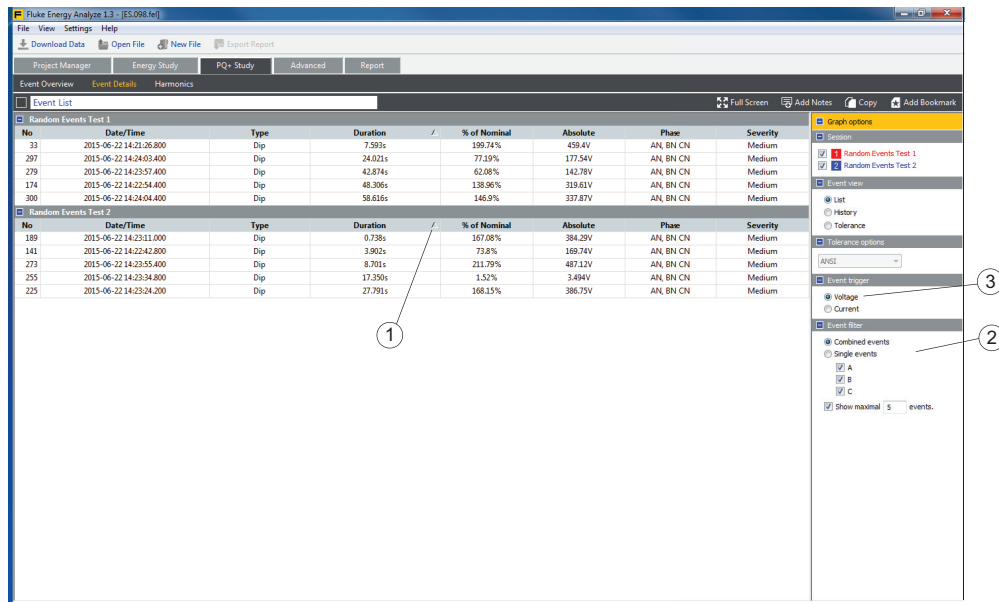 Fluke Energy Analyze 1.3 - [ES.098.fel]
File View Settings Help
Download Data Open File New File Export Report
Project Manager Energy Study PQ+ Study Advanced Report
Event Overview Event Details Harmonics
Event List Full Screen Add Notes Copy Add Bookmark
Random Events Test 1
No Date/Time Type Duration % of Nominal Absolute Phase Severity
33 2015-06-22 14:21:26.800 Dip 7.593s 199.74% 459.4V AN, BN CN Medium
297 2015-06-22 14:24:03.400 Dip 24.021s 77.19% 177.54V AN, BN CN Medium
279 2015-06-22 14:23:57.400 Dip 42.874s 62.08% 142.78V AN, BN CN Medium
174 2015-06-22 14:22:54.400 Dip 48.306s 138.96% 319.61V AN, BN CN Medium
300 2015-06-22 14:24:04.400 Dip 58.616s 146.9% 337.87V AN, BN CN Medium
Random Events Test 2
No Date/Time Type Duration % of Nominal Absolute Phase Severity
189 2015-06-22 14:23:11.000 Dip 0.738s 167.08% 384.29V AN, BN CN Medium
141 2015-06-22 14:22:42.800 Dip 3.902s 73.8% 169.74V AN, BN CN Medium
273 2015-06-22 14:23:55.400 Dip 8.701s 211.79% 487.12V AN, BN CN Medium
255 2015-06-22 14:23:34.800 Dip 17.350s 1.52% 3.494V AN, BN CN Medium
225 2015-06-22 14:23:24.200 Dip 27.791s 168.15% 386.75V AN, BN CN Medium
1
Graph options
Session
1 Random Events Test 1
2 Random Events Test 2
Event view
List
History
Tolerance
Tolerance options
ANSI
Event trigger
Voltage
Current
3
Event filter
Combined events
Single events
2
A
B
C
Show maximal 5 events.